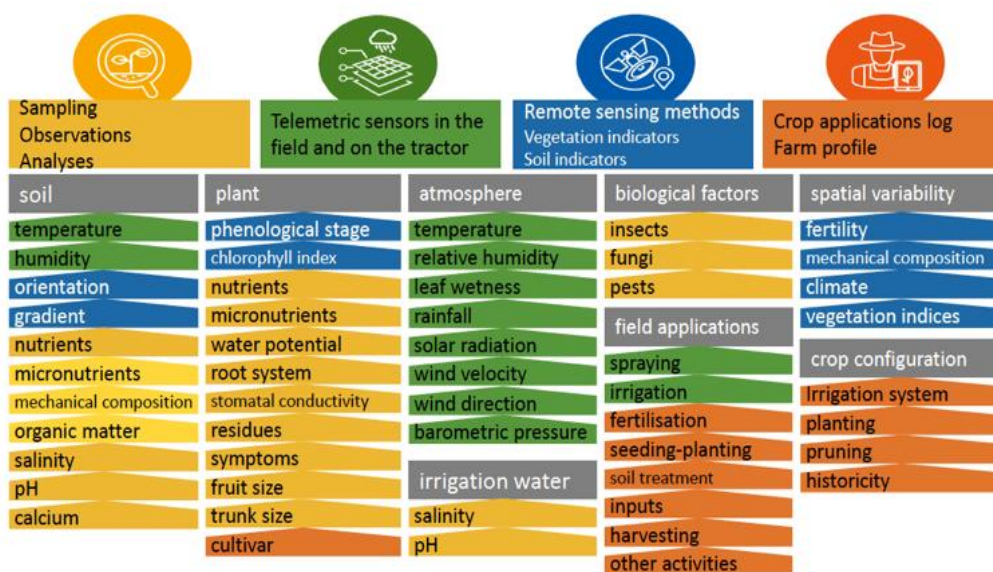 Sampling
Observations
Analyses
Telemetric sensors in the
field and on the tractor
Remote sensing methods
Vegetation indicators
Soil indicators
Crop applications log
Farm profile
soil
temperature
humidity
orientation
gradient
nutrients
micronutrients
mechanical composition
organic matter
salinity
pH
calcium
plant
phenological stage
chlorophyll index
nutrients
micronutrients
water potential
root system
stomatal conductivity
residues
symptoms
fruit size
trunk size
cultivar
atmosphere
temperature
relative humidity
leaf wetness
rainfall
solar radiation
wind velocity
wind direction
barometric pressure
irrigation water
salinity
pH
biological factors
insects
fungi
pests
field applications
spraying
irrigation
fertilisation
seeding-planting
soil treatment
inputs
harvesting
other activities
spatial variability
fertility
mechanical composition
climate
vegetation indices
crop configuration
Irrigation system
planting
pruning
historicity